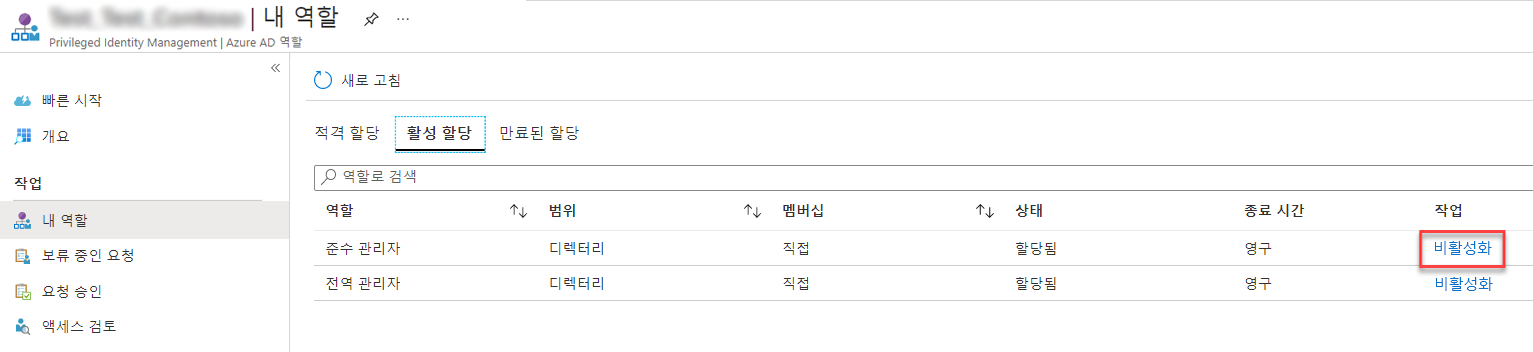 | 내 역할
Privileged Identity Management | Azure AD 역할
새로 고침
빠른 시작
개요
작업
내 역할
보류 중인 요청
요청 승인
액세스 검토
적격 할당 활성 할당 만료된 할당
역할로 검색
역할 범위 멤버십 상태 종료 시간 작업
준수 관리자 디렉터리 직접 할당됨 영구 비활성화
전역 관리자 디렉터리 직접 할당됨 영구 비활성화